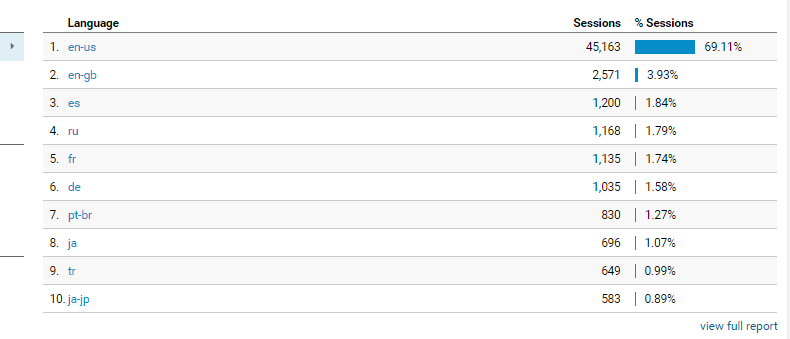 Language Sessions % Sessions
1. en-us 45,163 69.11%
2. en-gb 2,571 3.93%
3. es 1,200 1.84%
4. ru 1,168 1.79%
5. fr 1,135 1.74%
6. de 1,035 1.58%
7. pt-br 830 1.27%
8. ja 696 1.07%
9. tr 649 0.99%
10. ja-jp 583 0.89%
view full report